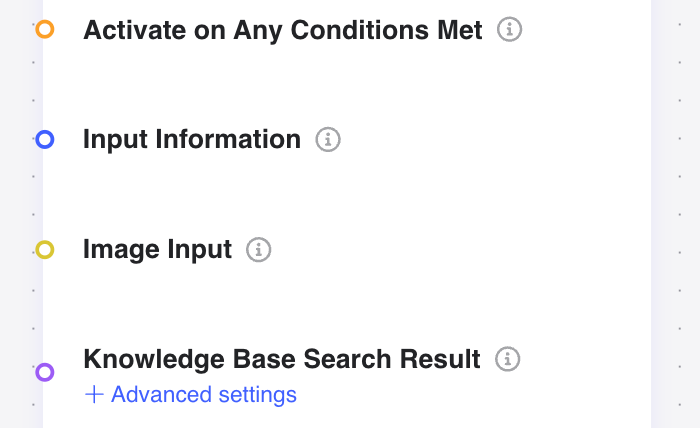 Activate on Any Conditions Met
Input Information
Image Input
Knowledge Base Search Result
+ Advanced settings